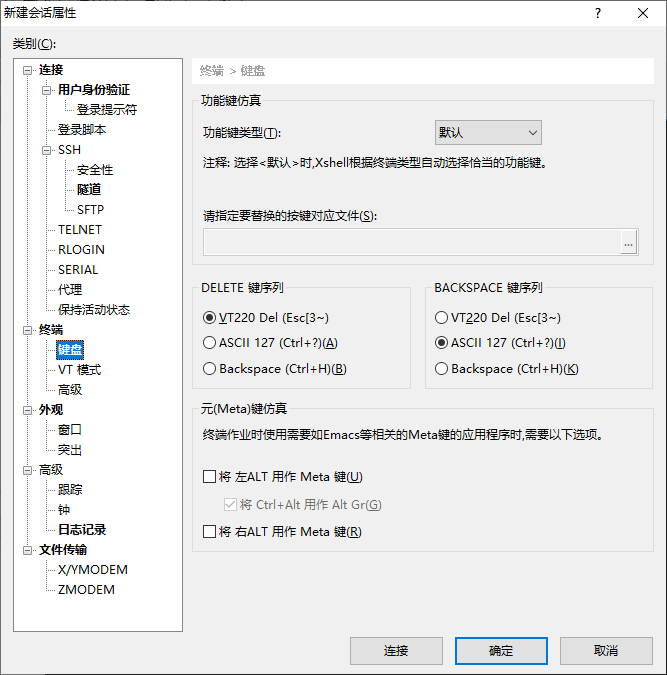 新建会话属性
?
类别(C):
连接
用户身份验证
登录提示符
登录脚本
SSH
安全性
隧道
SFTP
TELNET
RLOGIN
SERIAL
代理
保持活动状态
终端
键盘
VT 模式
高级
外观
窗口
突出
高级
跟踪
钟
日志记录
文件传输
X/YMODEM
ZMODEM
终端 > 键盘
功能键仿真
功能键类型(T):
默认
注释: 选择<默认>时,Xshell根据终端类型自动选择恰当的功能键。
请指定要替换的按键对应文件(S):
...
DELETE 键序列
VT220 Del (Esc[3~)
ASCII 127 (Ctrl+?)(A)
Backspace (Ctrl+H)(B)
BACKSPACE 键序列
VT220 Del (Esc[3~)
ASCII 127 (Ctrl+?)(I)
Backspace (Ctrl+H)(K)
元(Meta)键仿真
终端作业时使用需要如Emacs等相关的Meta键的应用程序时,需要以下选项。
将 左ALT 用作 Meta 键(U)
将 Ctrl+Alt 用作 Alt Gr(G)
将 右ALT 用作 Meta 键(R)
连接
确定
取消